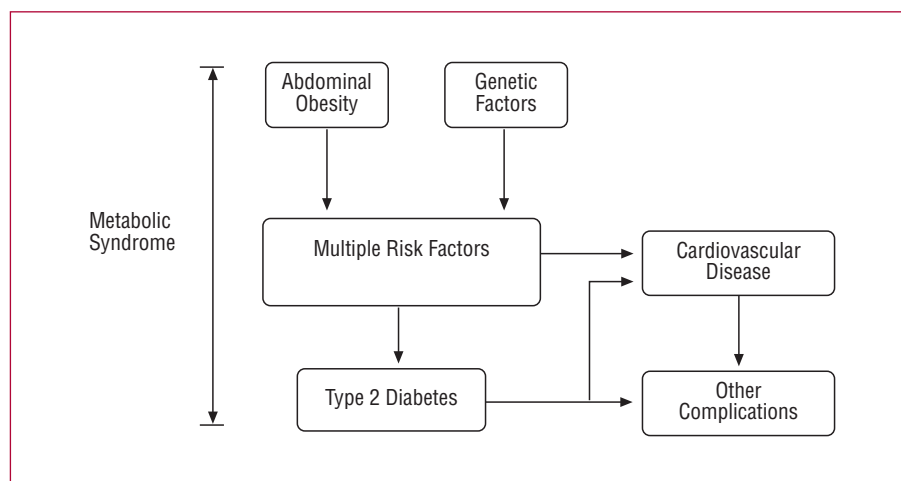 Abdominal
Obesity
Genetic
Factors
Metabolic
Syndrome
Multiple Risk Factors
Cardiovascular
Disease
Type 2 Diabetes
Other
Complications